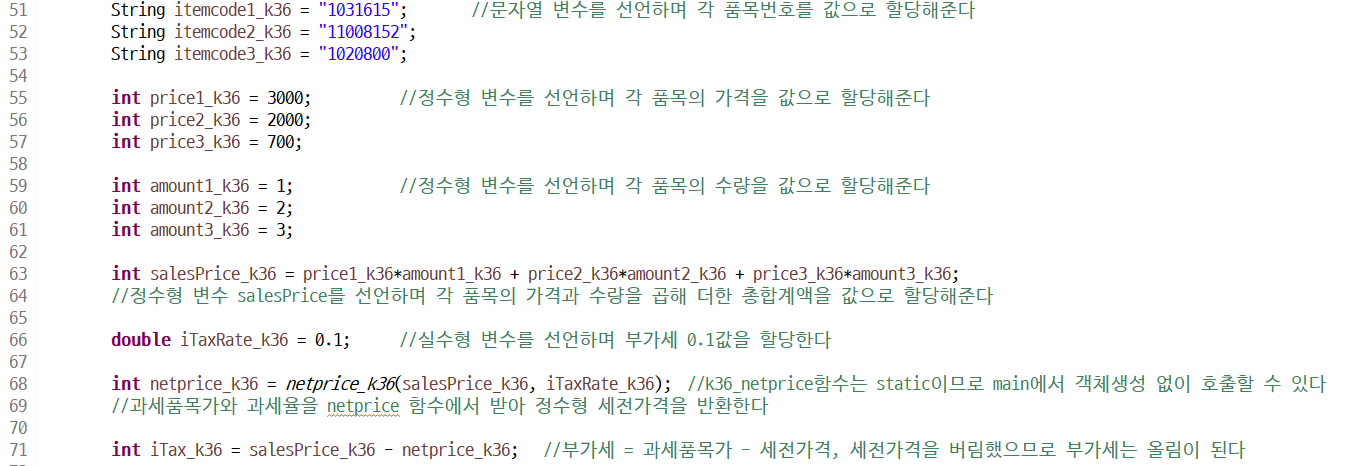 51 String itemcode1_k36 = "1031615"; //문자열 변수를 선언하며 각 품목번호를 값으로 할당해준다
52 String itemcode2_k36 = "11008152";
53 String itemcode3_k36 = "1020800";
54
55 int price1_k36 = 3000; //정수형 변수를 선언하며 각 품목의 가격을 값으로 할당해준다
56 int price2_k36 = 2000;
57 int price3_k36 = 700;
58
59 int amount1_k36 = 1; //정수형 변수를 선언하며 각 품목의 수량을 값으로 할당해준다
60 int amount2_k36 = 2;
61 int amount3_k36 = 3;
62
63 int salesPrice_k36 = price1_k36*amount1_k36 + price2_k36*amount2_k36 + price3_k36*amount3_k36;
64 //정수형 변수 salesPrice를 선언하며 각 품목의 가격과 수량을 곱해 더한 총합계액을 값으로 할당해준다
65
66 double iTaxRate_k36 = 0.1; //실수형 변수를 선언하며 부가세 0.1값을 할당한다
67
68 int netprice_k36 = netprice_k36(salesPrice_k36, iTaxRate_k36); //k36_netprice함수는 static이므로 main에서 객체생성 없이 호출할 수 있다
69 //과세품목가와 과세율을 netprice 함수에서 받아 정수형 세전가격을 반환한다
70
71 int iTax_k36 = salesPrice_k36 - netprice_k36; //부가세 = 과세품목가 - 세전가격, 세전가격을 버림했으므로 부가세는 올림이 된다